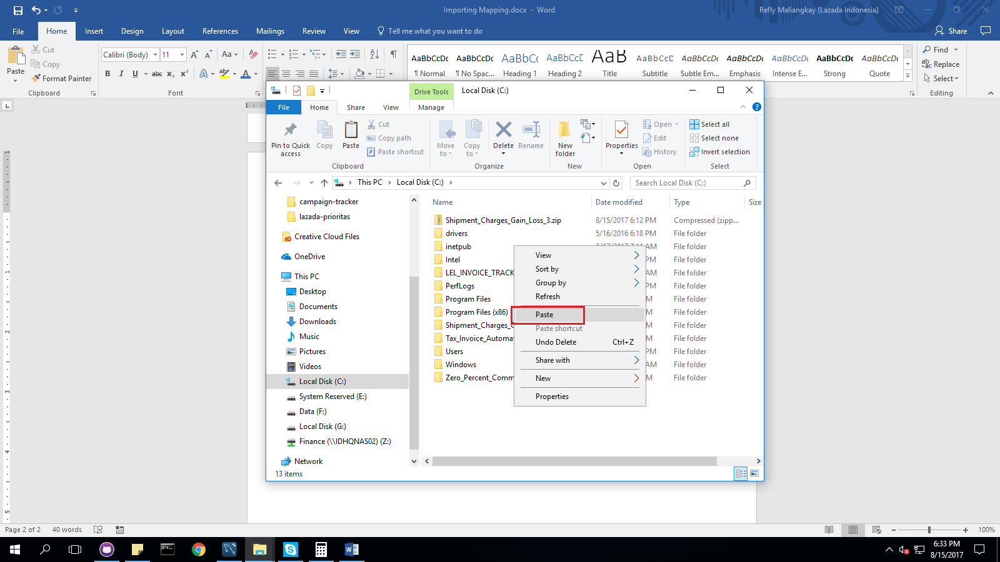 Importing Mapping.docx - Word
Refly Maliangkay (Lazada Indonesia)
File Home Insert Design Layout References Mailings Review View Tell me what you want to do Share
Paste
Cut
Copy
Format Painter
Clipboard
Calibri (Body) 11
Font
AaBbCcDc ¶ Normal
AaBbCcDc ¶ No Spac...
AaBbCc Heading 1
AaBbCcD Heading 2
AaB Title
AaBbCcD Subtitle
AaBbCcDc Subtle Em...
AaBbCcDc Emphasis
AaBbCcDc Intense E...
AaBbCcDc Strong
AaBbCcDc Quote
Find
Replace
Select
Editing
Drive Tools
Local Disk (C:)
File Home Share View Manage
Pin to Quick access
Copy
Paste
Cut
Copy path
Paste shortcut
Clipboard
Move to
Copy to
Delete
Rename
Organize
New folder
New
Properties
Open
Edit
History
Open
Select all
Select none
Invert selection
Select
This PC Local Disk (C:)
Search Local Disk (C:)
campaign-tracker
lazada-prioritas
Creative Cloud Files
OneDrive
This PC
Desktop
Documents
Downloads
Music
Pictures
Videos
Local Disk (C:)
System Reserved (E:)
Data (F:)
Local Disk (G:)
Finance (\\IDHQNAS02) (Z:)
Network
Name Date modified Type Size
Shipment_Charges_Gain_Loss_3.zip 8/15/2017 6:12 PM Compressed (zipp...
drivers 5/16/2016 6:18 PM File folder
inetpub AM File folder
Intel PM File folder
LEL_INVOICE_TRACK AM File folder
PerfLogs PM File folder
Program Files M File folder
Program Files (x86) M File folder
Shipment_Charges_ M File folder
Tax_Invoice_Automa M File folder
Users PM File folder
Windows AM File folder
Zero_Percent_Comm M File folder
View
Sort by
Group by
Refresh
Paste
Paste shortcut
Undo Delete Ctrl+Z
Share with
New
Properties
13 items
Page 2 of 2 40 words
100%
6:33 PM
8/15/2017